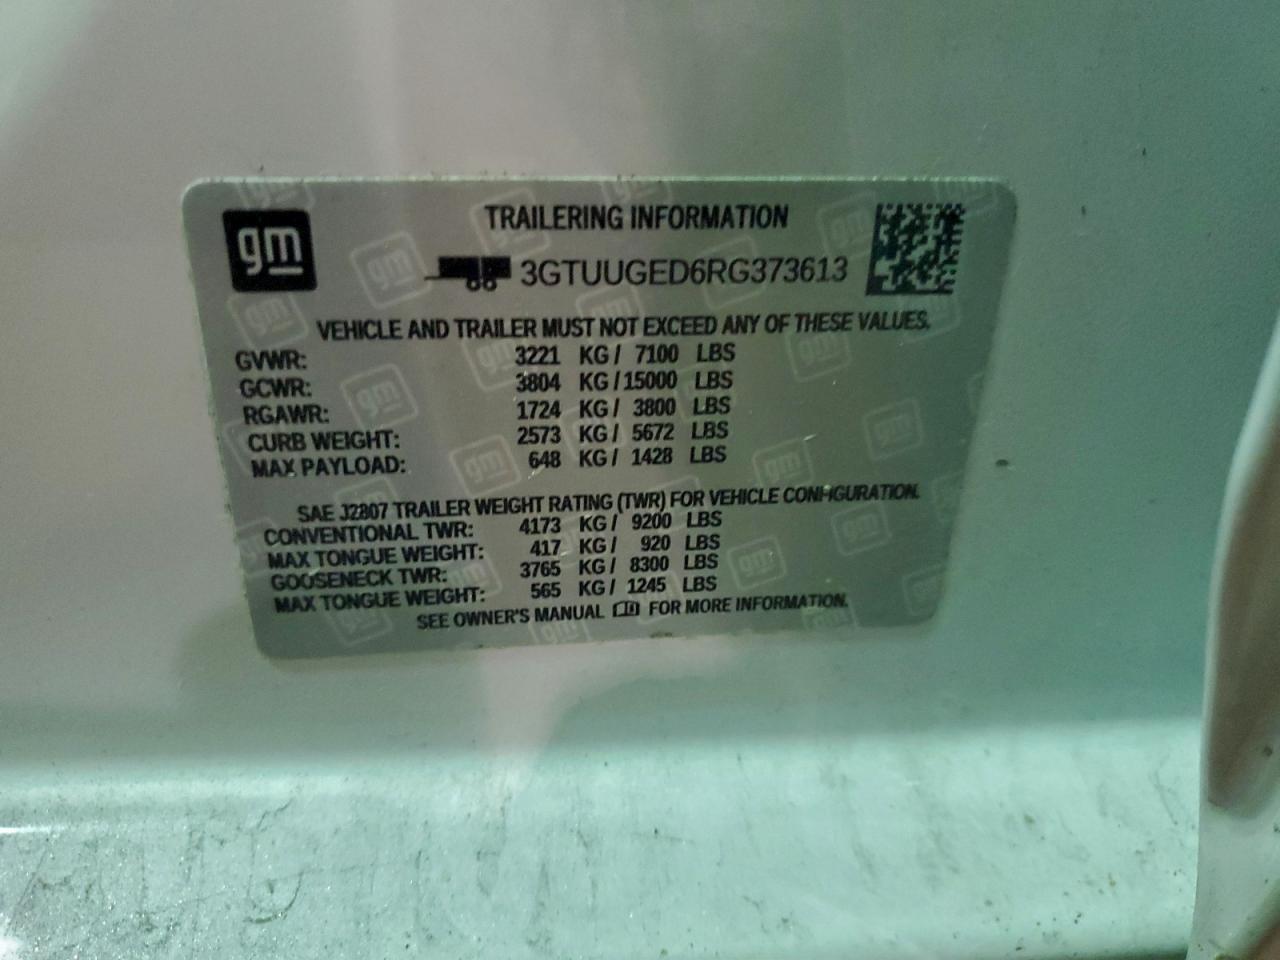 gm
TRAILERING INFORMATION
3GTUUGED6RG373613
VEHICLE AND TRAILER MUST NOT EXCEED ANY OF THESE VALUES.
GVWR: 3221 KG / 7100 LBS
GCWR: 3804 KG / 15000 LBS
RGAWR: 1724 KG / 3800 LBS
CURB WEIGHT: 2573 KG / 5672 LBS
MAX PAYLOAD: 648 KG / 1428 LBS
SAE J2807 TRAILER WEIGHT RATING (TWR) FOR VEHICLE CONFIGURATION.
CONVENTIONAL TWR: 4173 KG / 9200 LBS
MAX TONGUE WEIGHT: 417 KG / 920 LBS
GOOSENECK TWR: 3765 KG / 8300 LBS
MAX TONGUE WEIGHT: 565 KG / 1245 LBS
SEE OWNER'S MANUAL FOR MORE INFORMATION.